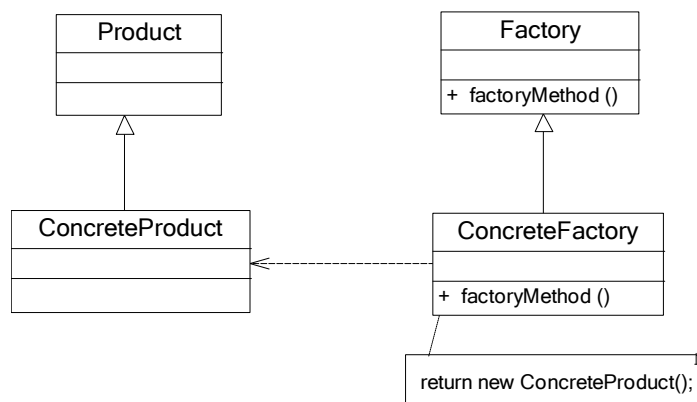 Product
Factory
+ factoryMethod ()
ConcreteProduct
ConcreteFactory
+ factoryMethod ()
return new ConcreteProduct();